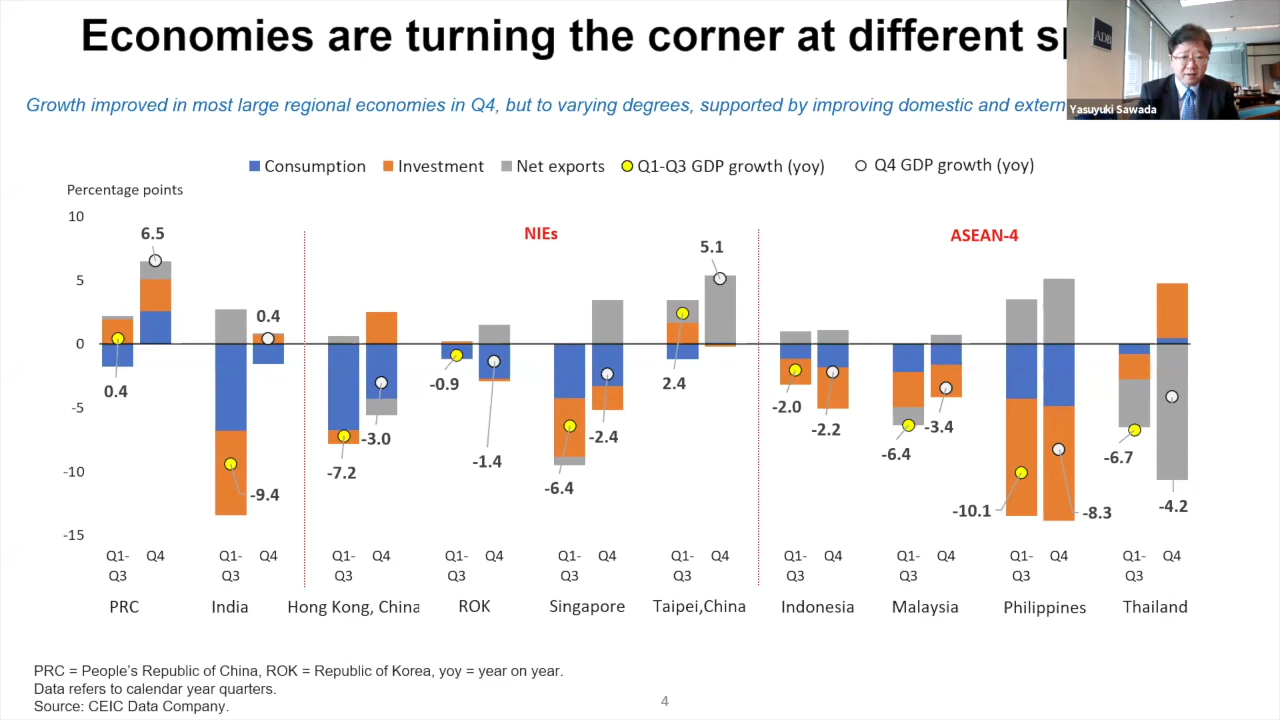 Economies are turning the corner at different sp
ADB
Yasuyuki Sawada
Growth improved in most large regional economies in Q4, but to varying degrees, supported by improving domestic and extern
Consumption Investment Net exports Q1-Q3 GDP growth (yoy) Q4 GDP growth (yoy)
Percentage points
10
5
0
-5
-10
-15
NIEs
ASEAN-4
0.4
6.5
-9.4
0.4
-7.2
-3.0
-0.9
-1.4
-6.4
-2.4
2.4
5.1
-2.0
-2.2
-6.4
-3.4
-10.1
-8.3
-6.7
-4.2
Q1-Q3 Q4 Q1-Q3 Q4 Q1-Q3 Q4 Q1-Q3 Q4 Q1-Q3 Q4 Q1-Q3 Q4 Q1-Q3 Q4 Q1-Q3 Q4 Q1-Q3 Q4 Q1-Q3 Q4
PRC India Hong Kong, China ROK Singapore Taipei,China Indonesia Malaysia Philippines Thailand
PRC = People's Republic of China, ROK = Republic of Korea, yoy = year on year.
Data refers to calendar year quarters.
Source: CEIC Data Company.
4